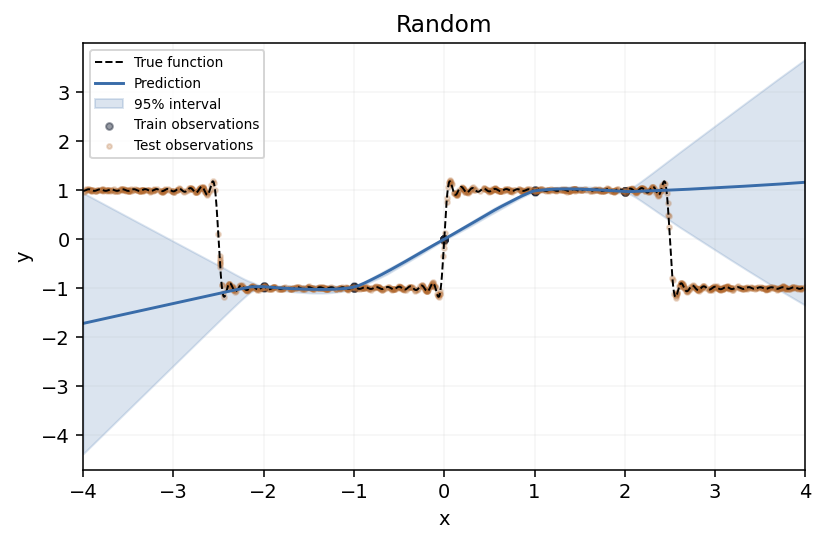 Random
True function
Prediction
95% interval
Train observations
Test observations
y
3
2
1
0
−1
−2
−3
−4
−4 −3 −2 −1 0 1 2 3 4
x